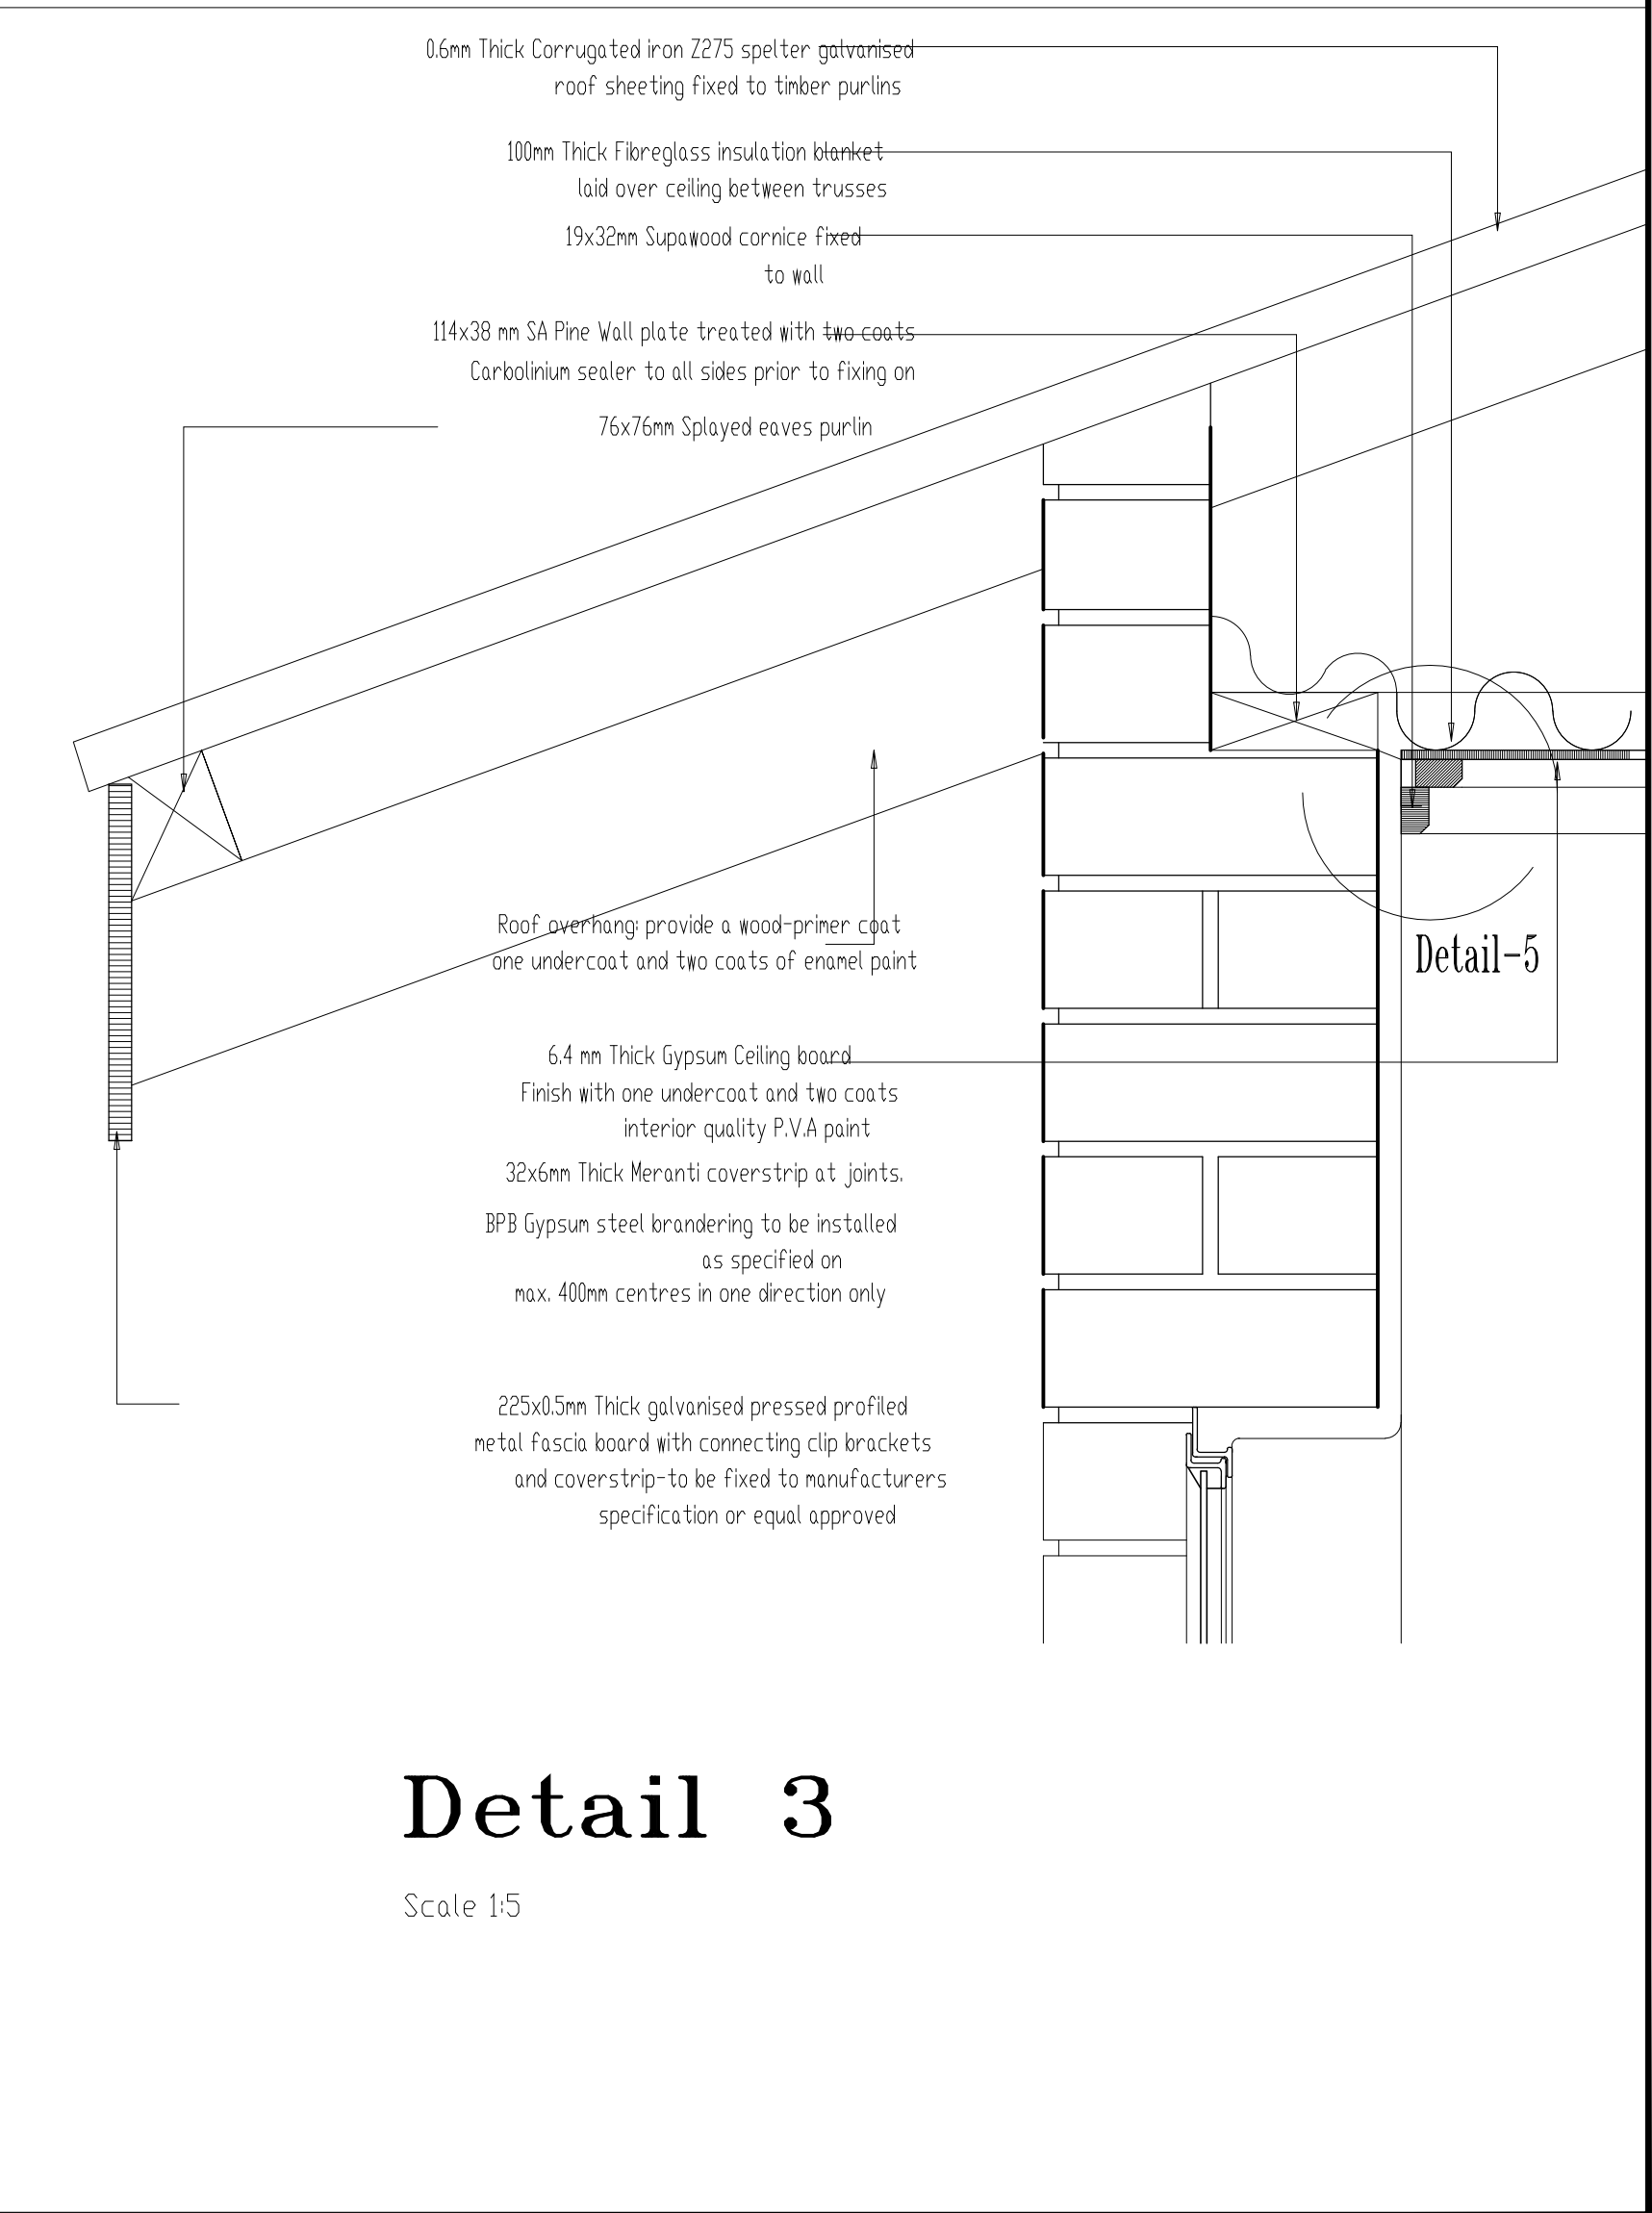 0.6mm Thick Corrugated iron Z275 spelter galvanised
roof sheeting fixed to timber purlins
100mm Thick Fibreglass insulation blanket
laid over ceiling between trusses
19x32mm Supawood cornice fixed
to wall
114x38 mm SA Pine Wall plate treated with two coats
Carbolinium sealer to all sides prior to fixing on
76x76mm Splayed eaves purlin
Roof overhang: provide a wood-primer coat
one undercoat and two coats of enamel paint
Detail-5
6.4 mm Thick Gypsum Ceiling board
Finish with one undercoat and two coats
interior quality P.V.A paint
32x6mm Thick Meranti coverstrip at joints.
BPB Gypsum steel brandering to be installed
as specified on
max. 400mm centres in one direction only
225x0.5mm Thick galvanised pressed profiled
metal fascia board with connecting clip brackets
and coverstrip-to be fixed to manufacturers
specification or equal approved
Detail 3
Scale 1:5